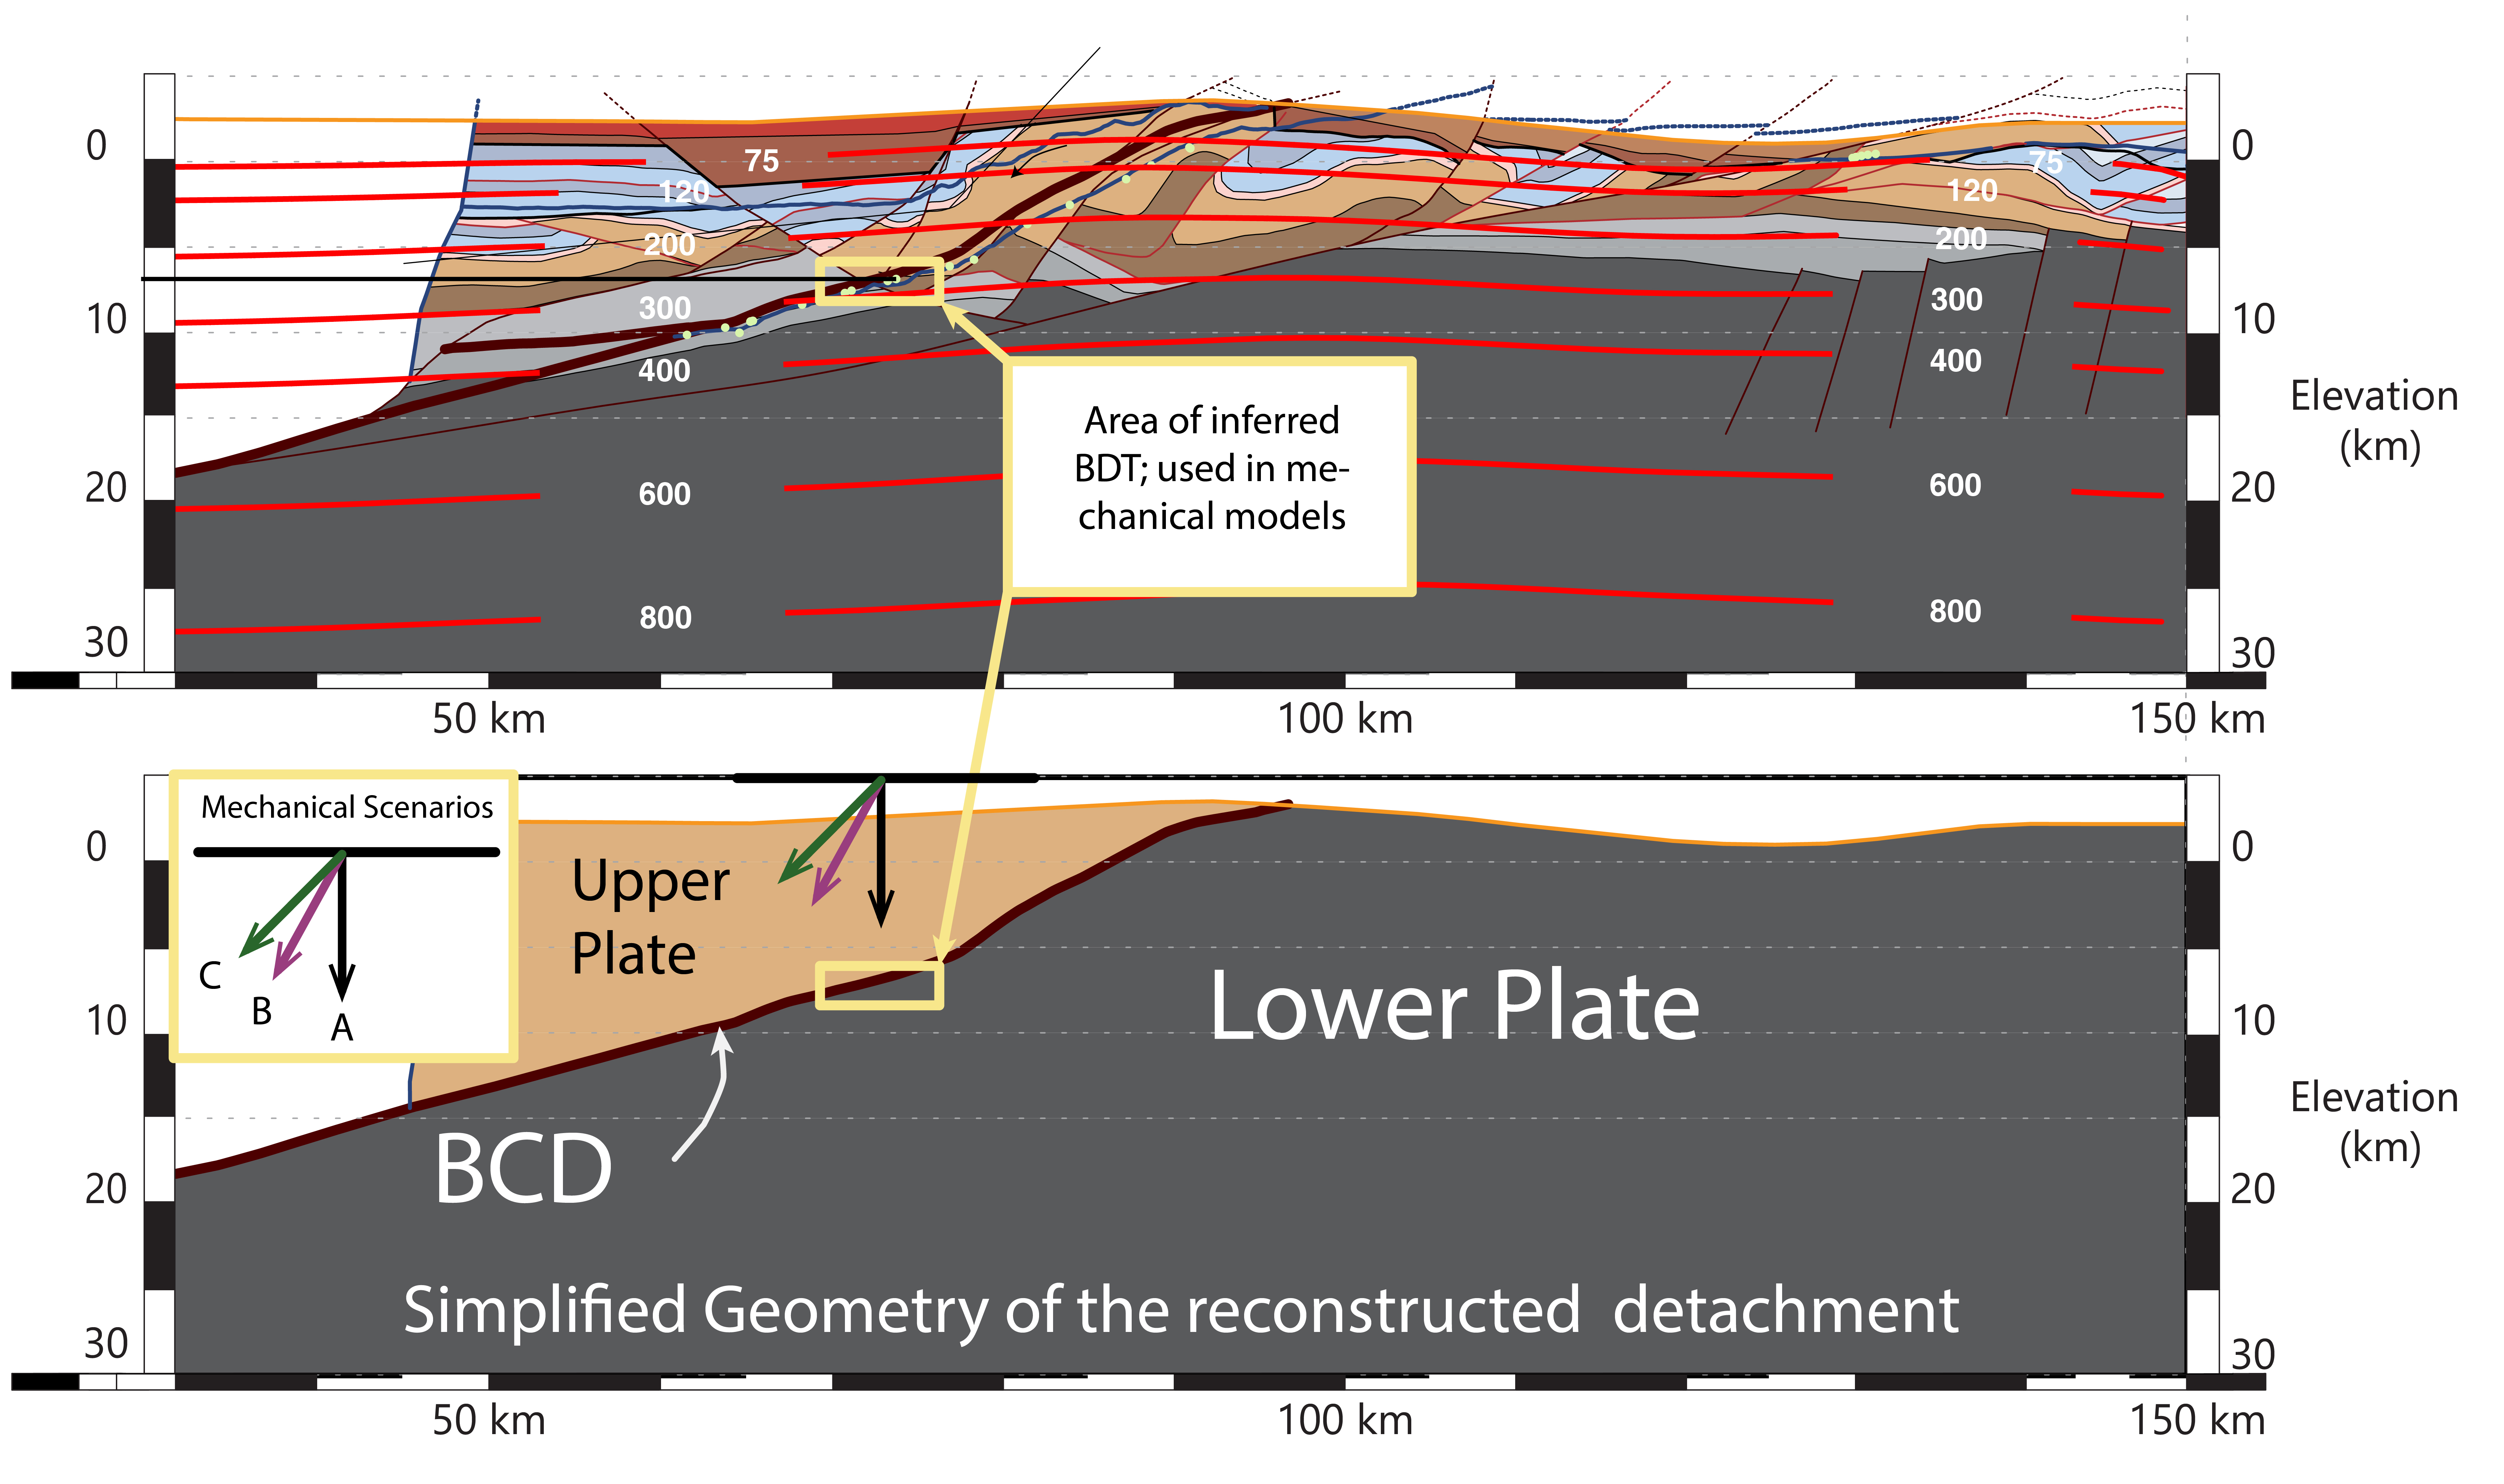 0
10
20
30
75
120
200
300
400
600
800
75
120
200
300
400
600
800
0
10
20
30
Elevation
(km)
Area of inferred
BDT; used in me-
chanical models
50 km
100 km
150 km
Mechanical Scenarios
C
B
A
0
10
20
30
Upper
Plate
Lower Plate
BCD
Simplified Geometry of the reconstructed detachment
0
10
20
30
Elevation
(km)
50 km
100 km
150 km